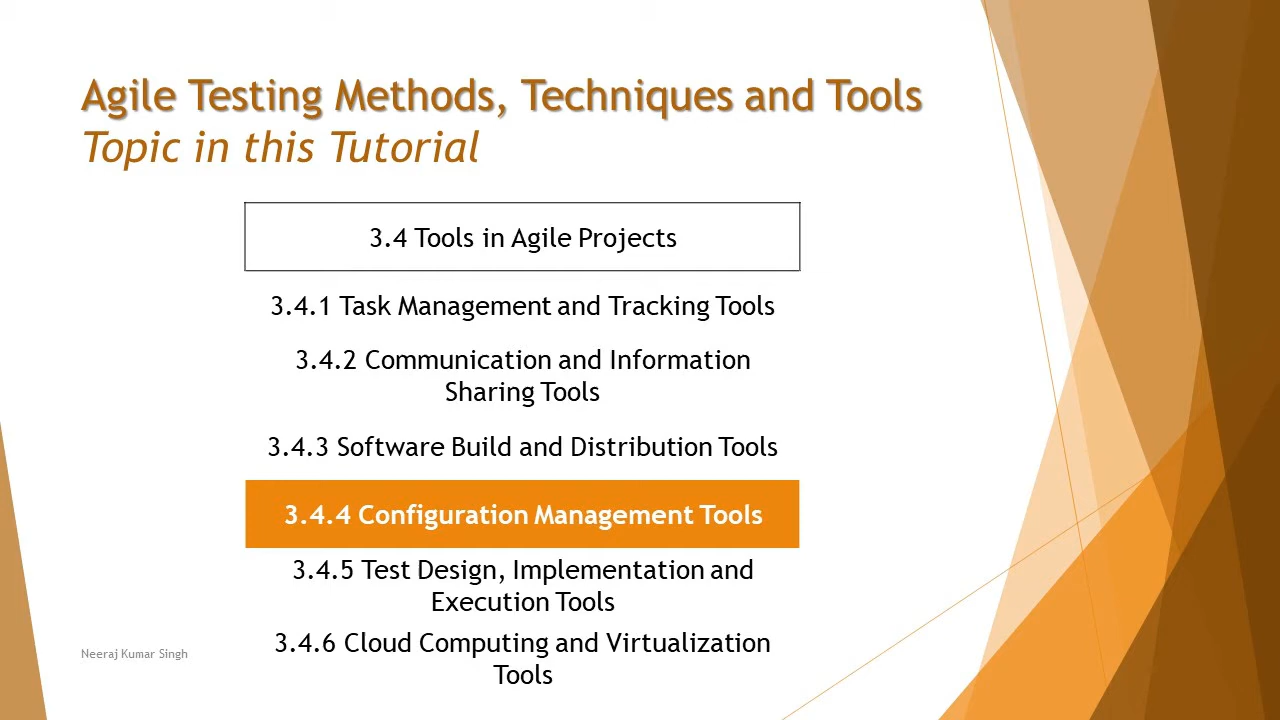 Agile Testing Methods, Techniques and Tools
Topic in this Tutorial
3.4 Tools in Agile Projects
3.4.1 Task Management and Tracking Tools
3.4.2 Communication and Information
Sharing Tools
3.4.3 Software Build and Distribution Tools
3.4.4 Configuration Management Tools
3.4.5 Test Design, Implementation and
Execution Tools
3.4.6 Cloud Computing and Virtualization
Tools
Neeraj Kumar Singh